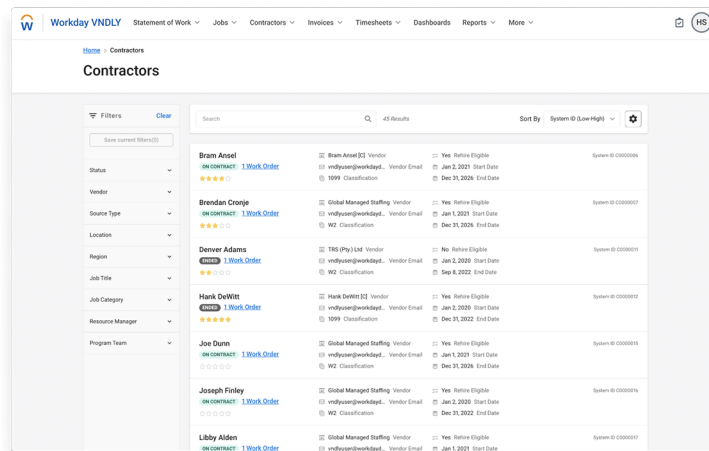 w Workday VNDLY Statement of Work Jobs Contractors Invoices Timesheets Dashboards Reports More HS
Home > Contractors
Contractors
Filters Clear
Save current filters(0)
Status
Vendor
Source Type
Location
Region
Job Title
Job Category
Resource Manager
Program Team
Search 45 Results Sort By System ID (Low-High)
Bram Ansel Bram Ansel [C] Vendor Yes Rehire Eligible System ID C0000006
ON CONTRACT 1 Work Order vndlyuser@workdayd... Vendor Email Jan 2, 2021 Start Date
1099 Classification Dec 31, 2026 End Date
Brendan Cronje Global Managed Staffing Vendor Yes Rehire Eligible System ID C0000007
ON CONTRACT 1 Work Order vndlyuser@workdayd... Vendor Email Jan 1, 2021 Start Date
W2 Classification Dec 31, 2026 End Date
Denver Adams TRS (Pty.) Ltd Vendor No Rehire Eligible System ID C0000011
ENDED 1 Work Order vndlyuser@workdayd... Vendor Email Jan 2, 2020 Start Date
W2 Classification Sep 8, 2022 End Date
Hank DeWitt Hank DeWitt [C] Vendor Yes Rehire Eligible System ID C0000012
ENDED 1 Work Order vndlyuser@workdayd... Vendor Email Jan 2, 2020 Start Date
1099 Classification Dec 31, 2022 End Date
Joe Dunn Global Managed Staffing Vendor Yes Rehire Eligible System ID C0000015
ON CONTRACT 1 Work Order vndlyuser@workdayd... Vendor Email Jan 1, 2021 Start Date
W2 Classification Dec 31, 2026 End Date
Joseph Finley Global Managed Staffing Vendor Yes Rehire Eligible System ID C0000016
ON CONTRACT 1 Work Order vndlyuser@workdayd... Vendor Email Jan 2, 2020 Start Date
W2 Classification Dec 31, 2022 End Date
Libby Alden Global Managed Staffing Vendor Yes Rehire Eligible System ID C0000017
ON CONTRACT 1 Work Order vndlyuser@workdayd... Vendor Email Jan 1, 2021 Start Date